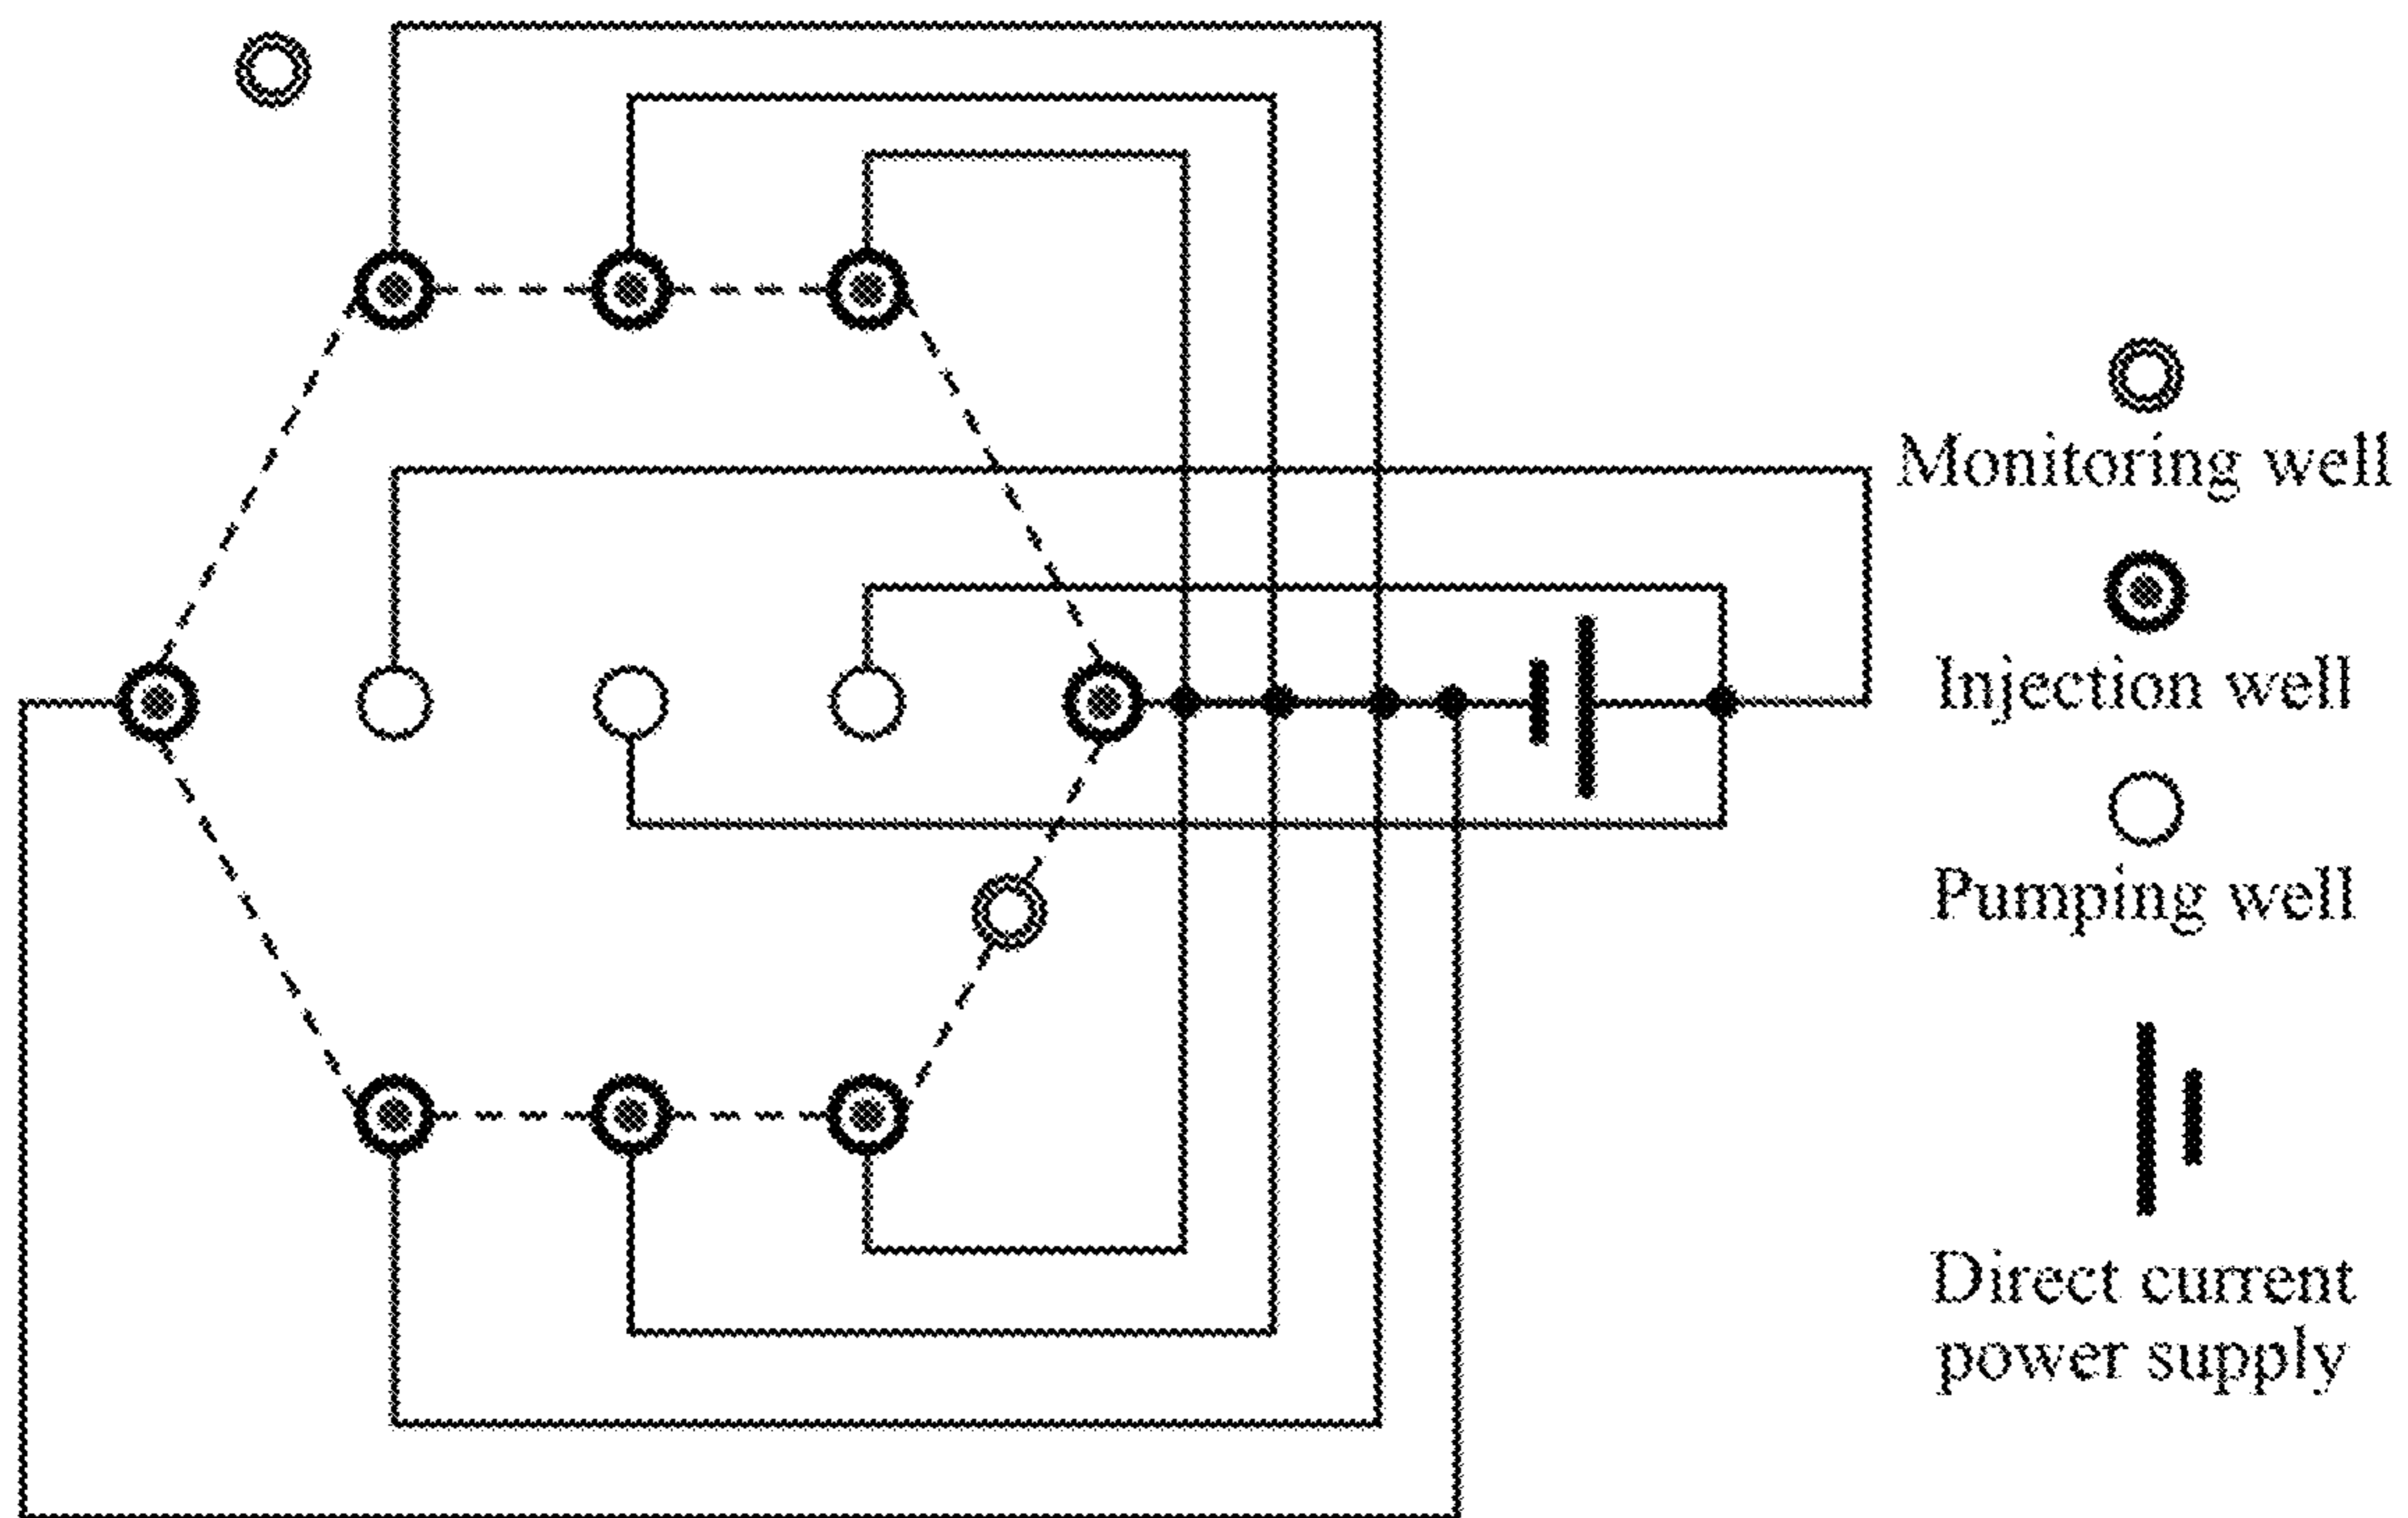 Monitoring well
Injection well
Pumping well
Direct current
power supply